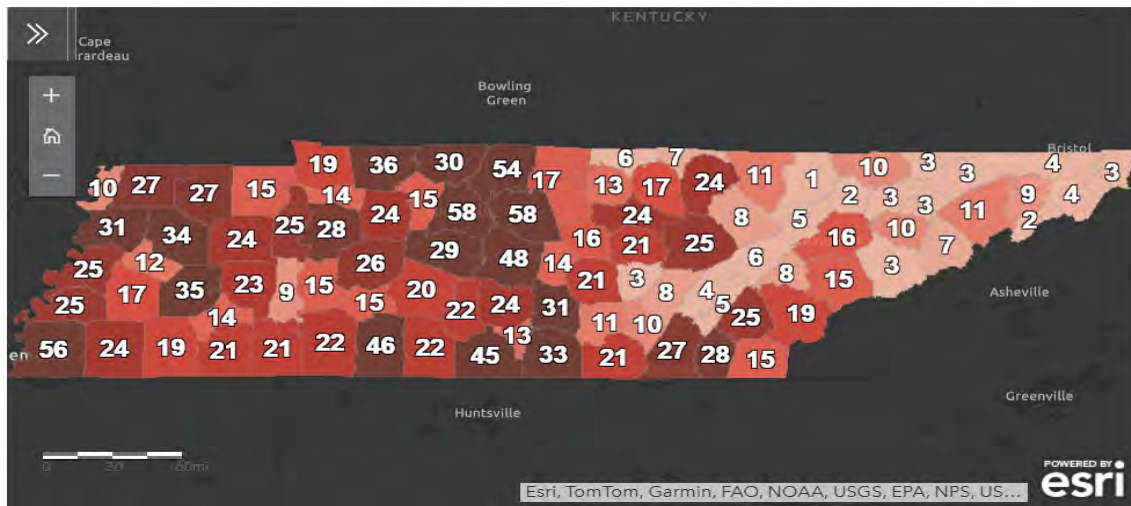 KENTUCKY
Cape
rardeau
Bowling
Green
Bristol
6 7
19 36 30 54 10 3 3 4 3
10 27 27 15 14 15 17 13 17 24 11 1 2 3 3 11 9 4
31 34 24 25 28 24 58 58 24 8 5 10 2
12 26 29 48 16 21 25 6 16 7
25 17 35 23 9 15 14 21 3 8 8 15 3
25 14 15 20 22 24 31 11 10 4 5 25 19
13
en 56 24 19 21 21 22 46 22 45 33 21 27 28 15
Asheville
Greenville
Huntsville
0 30 60mi
Esri, TomTom, Garmin, FAO, NOAA, USGS, EPA, NPS, US...
POWERED BY
esri